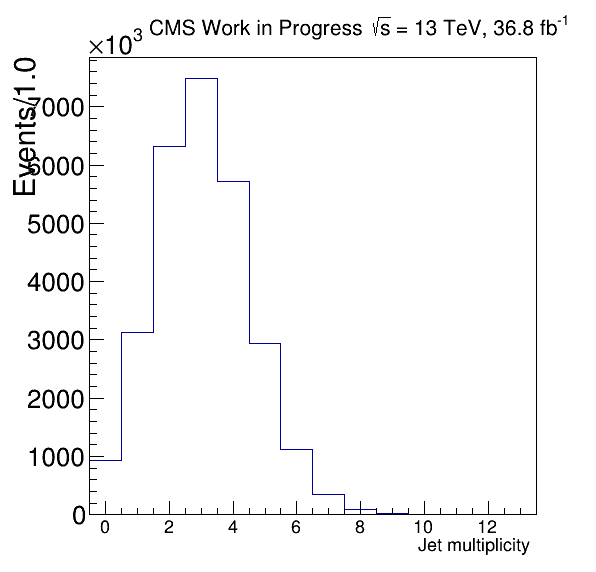 ×10³ CMS Work in Progress √s = 13 TeV, 36.8 fb⁻¹
Events/1.0
7000
6000
5000
4000
3000
2000
1000
0
0 2 4 6 8 10 12
Jet multiplicity